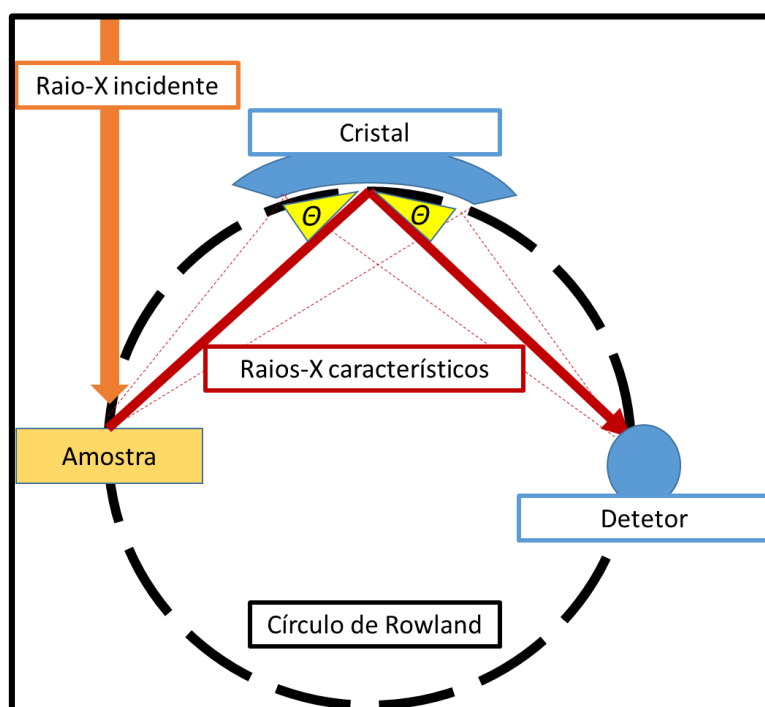 Raio-X incidente
Cristal
Θ
Θ
Raios-X característicos
Amostra
Detetor
Círculo de Rowland